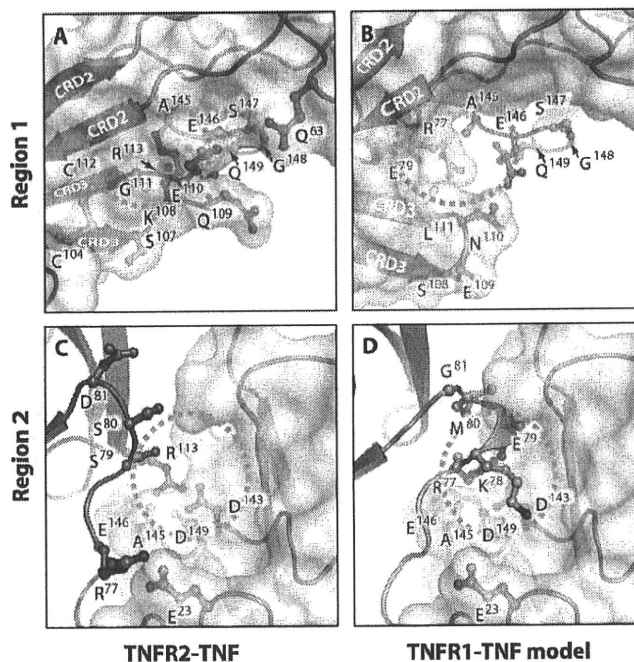 Region 1
A
CRD2
CRD2
A145
E146
S147
Q63
C112
R113
CRD3
G111
E110
Q149
G148
K108
Q109
CRD3
S107
C104
B
CRD2
CRD2
A145
E146
S147
R77
E79
Q149
G148
CRD3
L111
N110
CRD3
S108
E109
Region 2
C
D81
S80
S79
R113
D143
E146
A145
D149
R77
E23
D
G81
M80
E79
R77
K78
D143
E146
A145
D149
E23
TNFR2-TNF
TNFR1-TNF model